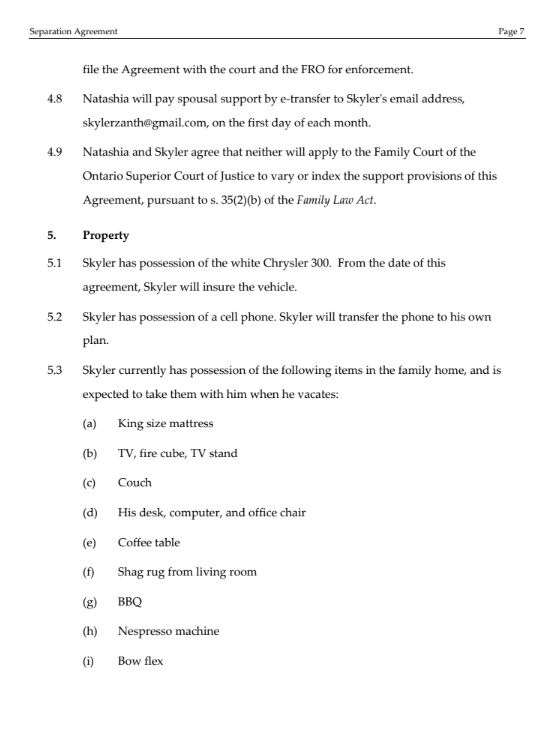 Separation Agreement Page 7
file the Agreement with the court and the FRO for enforcement.
4.8 Natashia will pay spousal support by e-transfer to Skyler's email address,
skylerzanth@gmail.com, on the first day of each month.
4.9 Natashia and Skyler agree that neither will apply to the Family Court of the
Ontario Superior Court of Justice to vary or index the support provisions of this
Agreement, pursuant to s. 35(2)(b) of the Family Law Act.
5. Property
5.1 Skyler has possession of the white Chrysler 300. From the date of this
agreement, Skyler will insure the vehicle.
5.2 Skyler has possession of a cell phone. Skyler will transfer the phone to his own
plan.
5.3 Skyler currently has possession of the following items in the family home, and is
expected to take them with him when he vacates:
(a) King size mattress
(b) TV, fire cube, TV stand
(c) Couch
(d) His desk, computer, and office chair
(e) Coffee table
(f) Shag rug from living room
(g) BBQ
(h) Nespresso machine
(i) Bow flex